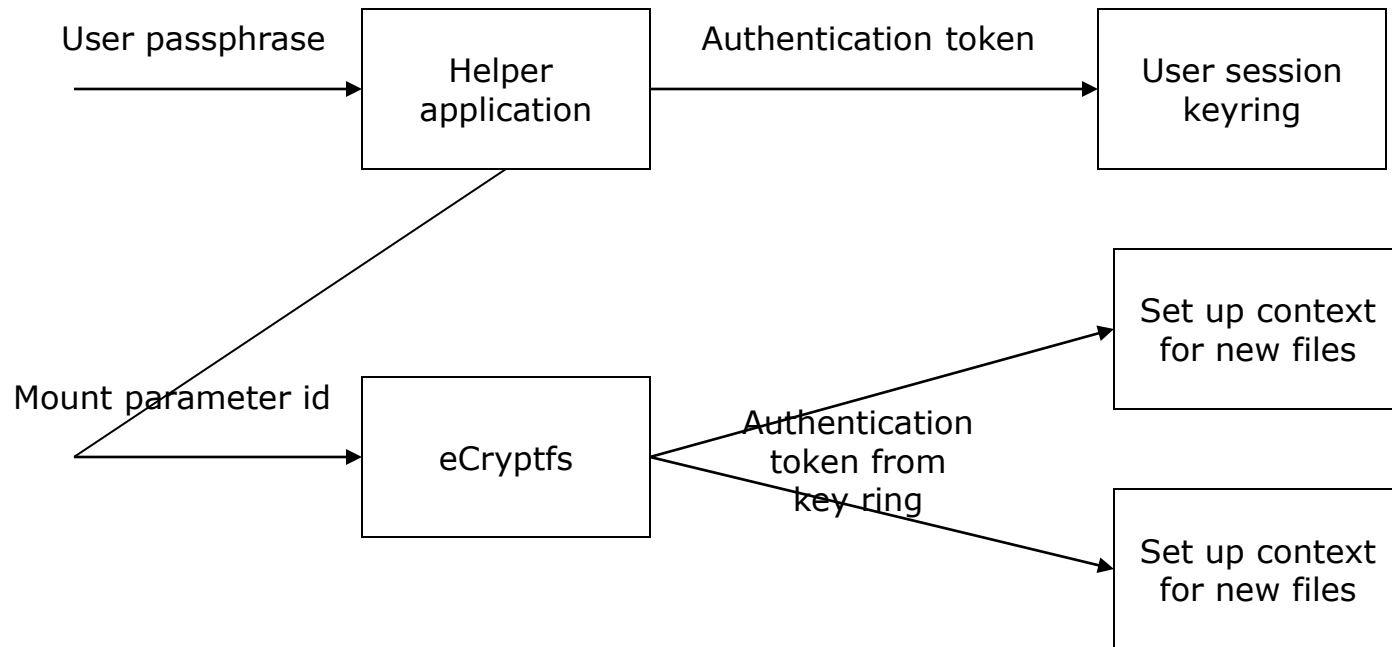 User passphrase
Helper
application
Authentication token
User session
keyring
Mount parameter id
eCryptfs
Authentication
token from
key ring
Set up context
for new files
Set up context
for new files